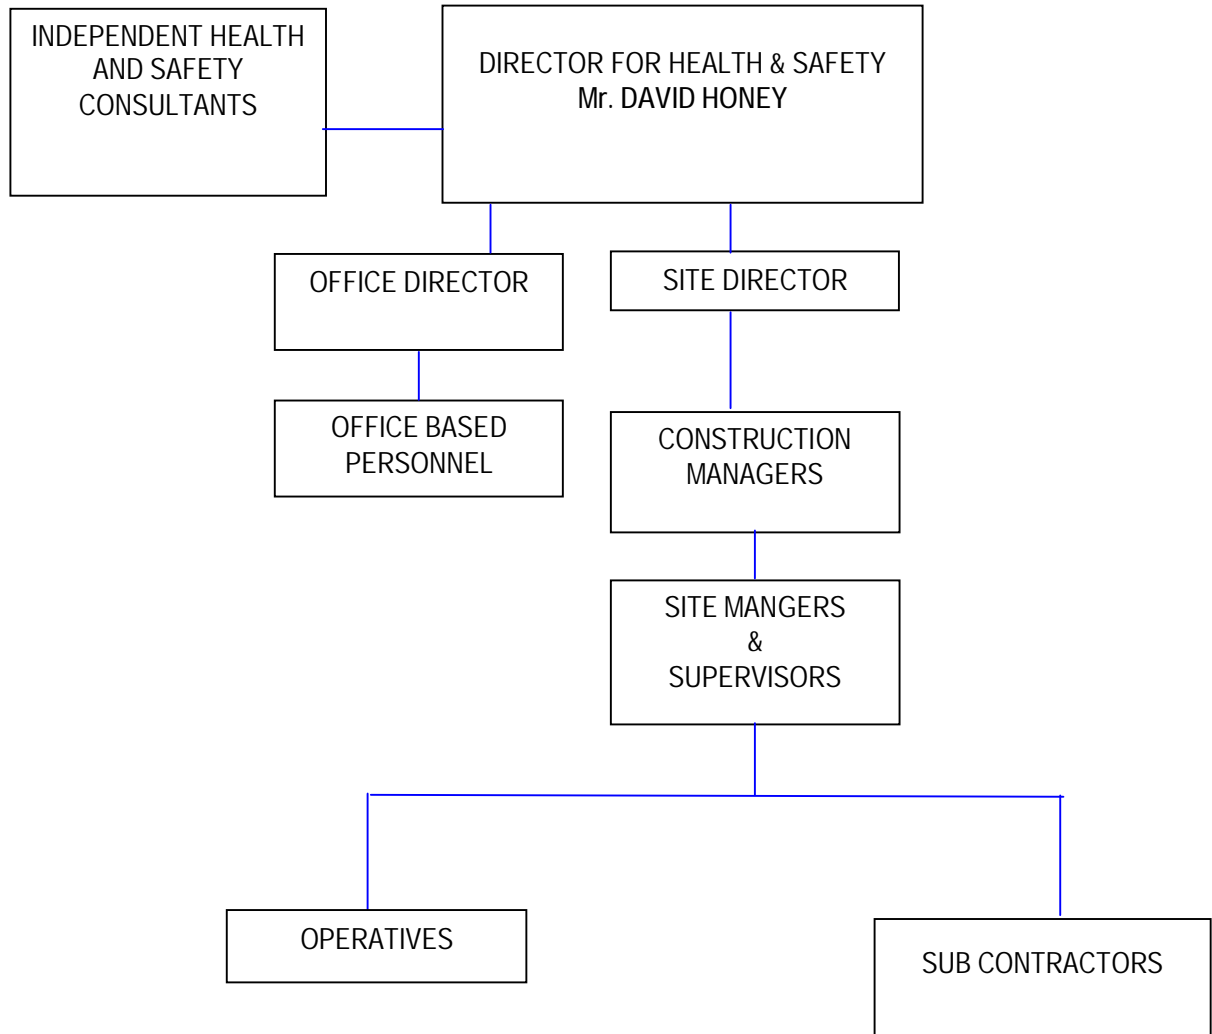 INDEPENDENT HEALTH
AND SAFETY
CONSULTANTS
DIRECTOR FOR HEALTH & SAFETY
Mr. DAVID HONEY
OFFICE DIRECTOR
SITE DIRECTOR
OFFICE BASED
PERSONNEL
CONSTRUCTION
MANAGERS
SITE MANGERS
&
SUPERVISORS
OPERATIVES
SUB CONTRACTORS